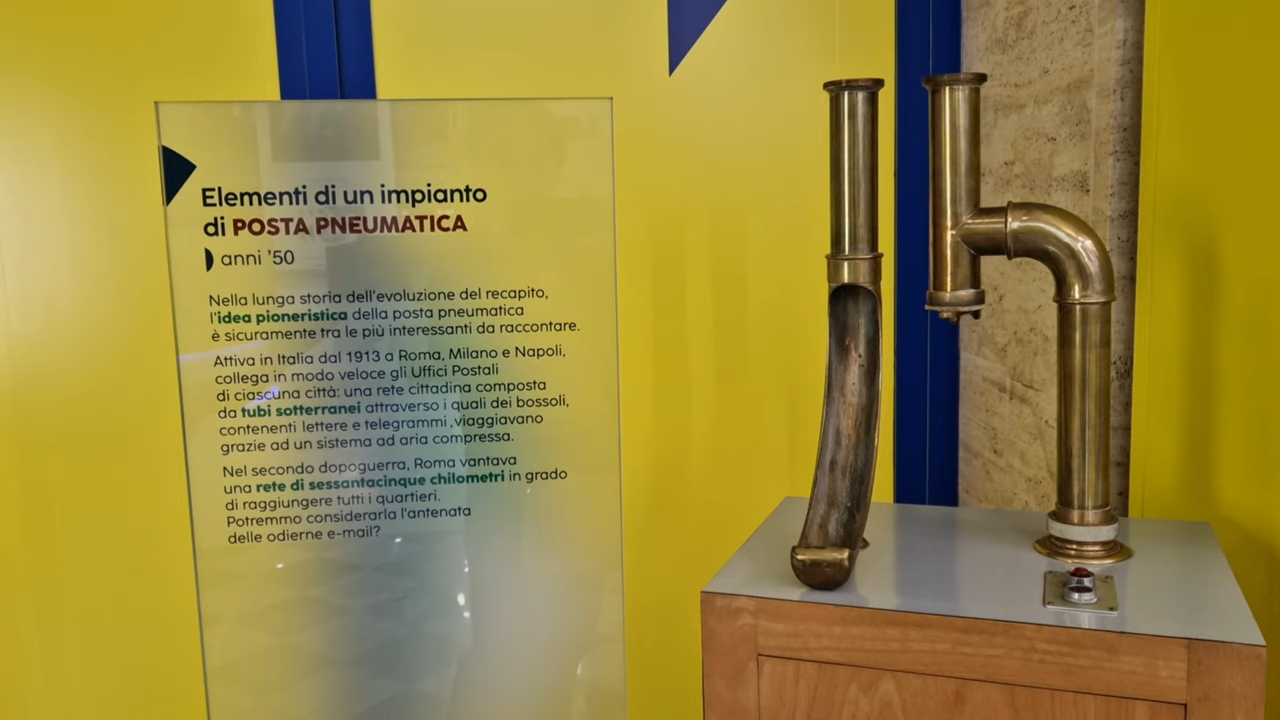 Elementi di un impianto
di POSTA PNEUMATICA
anni '50
Nella lunga storia dell'evoluzione del recapito,
l'idea pioneristica della posta pneumatica
è sicuramente tra le più interessanti da raccontare.
Attiva in Italia dal 1913 a Roma, Milano e Napoli,
collega in modo veloce gli Uffici Postali
di ciascuna città: una rete cittadina composta
da tubi sotterranei attraverso i quali dei bossoli,
contenenti lettere e telegrammi ,viaggiavano
grazie ad un sistema ad aria compressa.
Nel secondo dopoguerra, Roma vantava
una rete di sessantacinque chilometri in grado
di raggiungere tutti i quartieri.
Potremmo considerarla l'antenata
delle odierne e-mail?